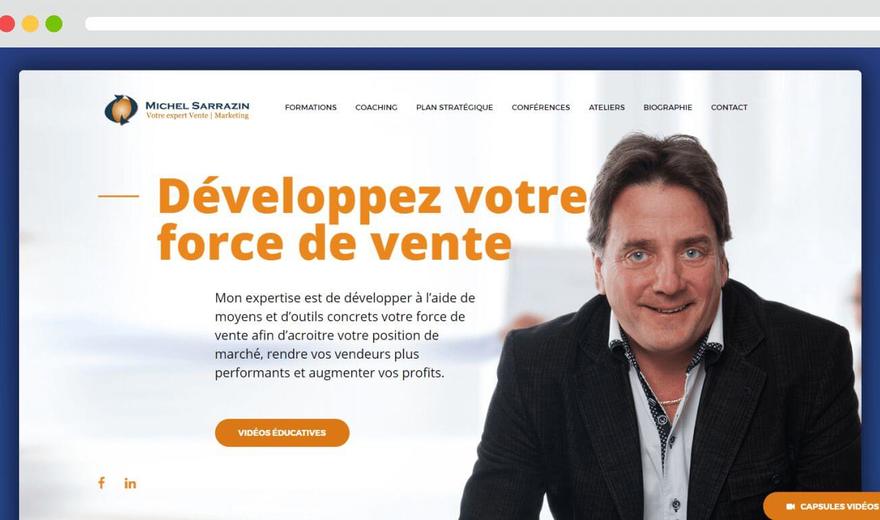 MICHEL SARRAZIN
Votre expert Vente | Marketing
FORMATIONS COACHING PLAN STRATÉGIQUE CONFÉRENCES ATELIERS BIOGRAPHIE CONTACT
Développez votre
force de vente
Mon expertise est de développer à l'aide de
moyens et d'outils concrets votre force de
vente afin d'acroitre votre position de
marché, rendre vos vendeurs plus
performants et augmenter vos profits.
VIDÉOS ÉDUCATIVES
f in
CAPSULES VIDÉOS